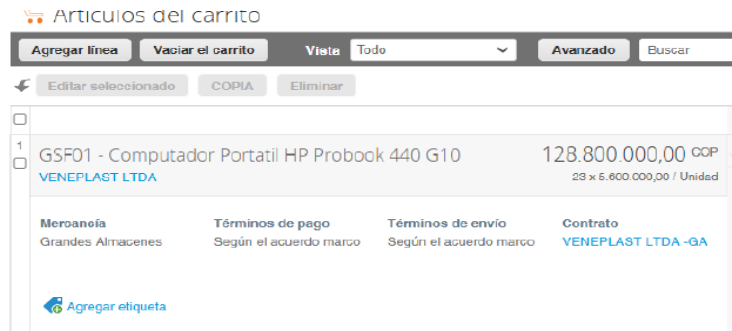 Artículos del carrito
Agregar línea Vaciar el carrito Vista Todo Avanzado Buscar
Editar seleccionado COPIA Eliminar
1
GSF01 - Computador Portatil HP Probook 440 G10 128.800.000,00 COP
VENEPLAST LTDA 23 x 5.600.000,00 / Unidad
Mercancía Términos de pago Términos de envío Contrato
Grandes Almacenes Según el acuerdo marco Según el acuerdo marco VENEPLAST LTDA -GA
Agregar etiqueta